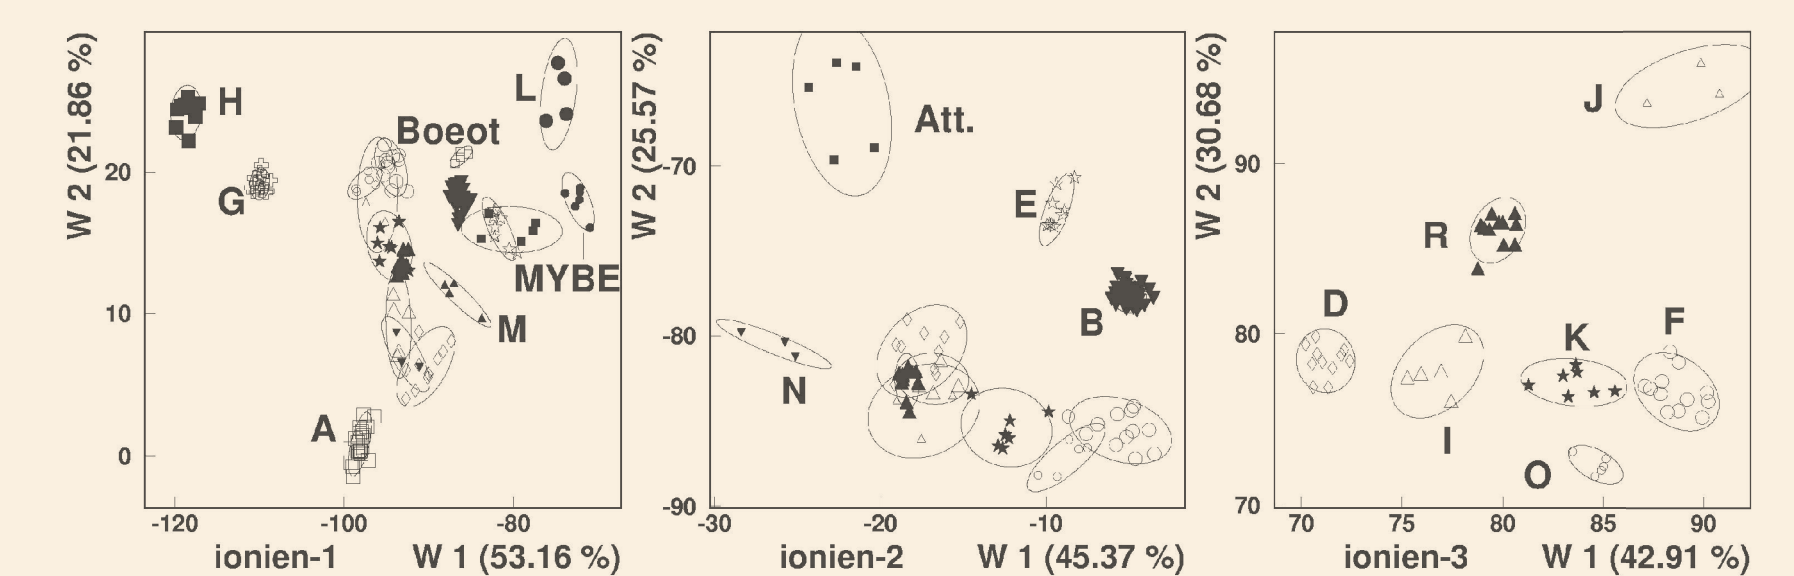 W 2 (21.86 %)
20
10
0
H
G
A
Boeot
L
MYBE
M
-120
-100
-80
ionien-1
W 1 (53.16 %)
W 2 (25.57 %)
-70
-80
-90
Att.
E
B
N
-30
-20
-10
ionien-2
W 1 (45.37 %)
W 2 (30.68 %)
90
80
70
J
R
D
K
F
I
O
70
75
80
85
90
ionien-3
W 1 (42.91 %)